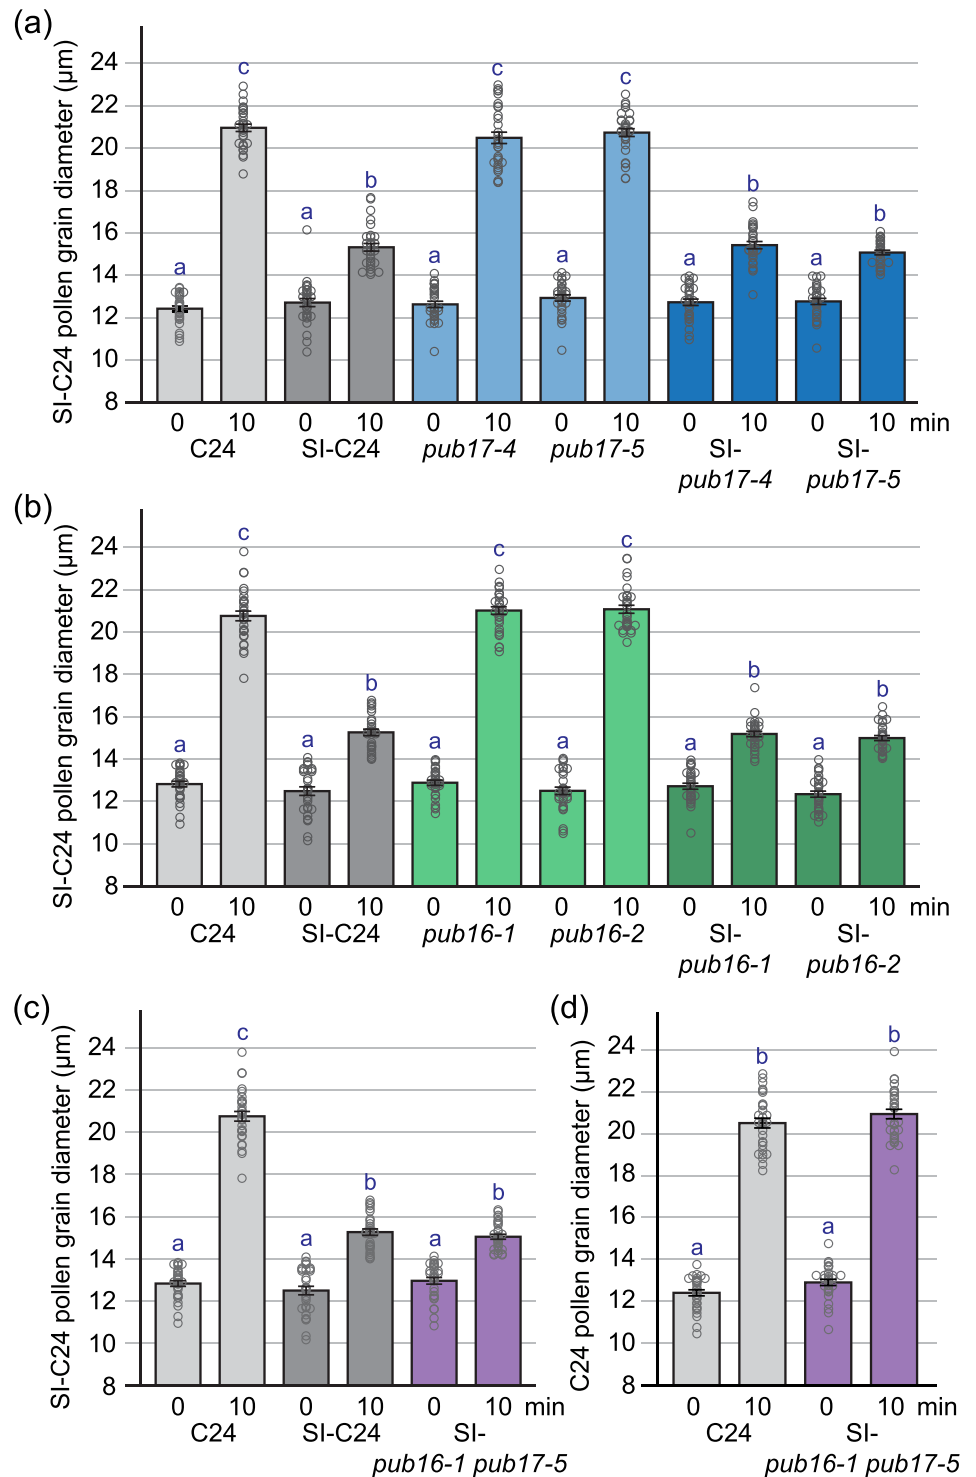 (a)
SI-C24 pollen grain diameter (µm)
24
22
20
18
16
14
12
10
8
a c a b a c a c a b a b
0 10 0 10 0 10 0 10 0 10 0 10 min
C24 SI-C24 pub17-4 pub17-5 SI- SI-
pub17-4 pub17-5
(b)
SI-C24 pollen grain diameter (µm)
24
22
20
18
16
14
12
10
8
a c a b a c a c a b a b
0 10 0 10 0 10 0 10 0 10 0 10 min
C24 SI-C24 pub16-1 pub16-2 SI- SI-
pub16-1 pub16-2
(c)
SI-C24 pollen grain diameter (µm)
24
22
20
18
16
14
12
10
8
a c a b a b
0 10 0 10 0 10 min
C24 SI-C24 SI-
pub16-1 pub17-5
(d)
C24 pollen grain diameter (µm)
24
22
20
18
16
14
12
10
8
a b a b
0 10 0 10 min
C24 SI-
pub16-1 pub17-5